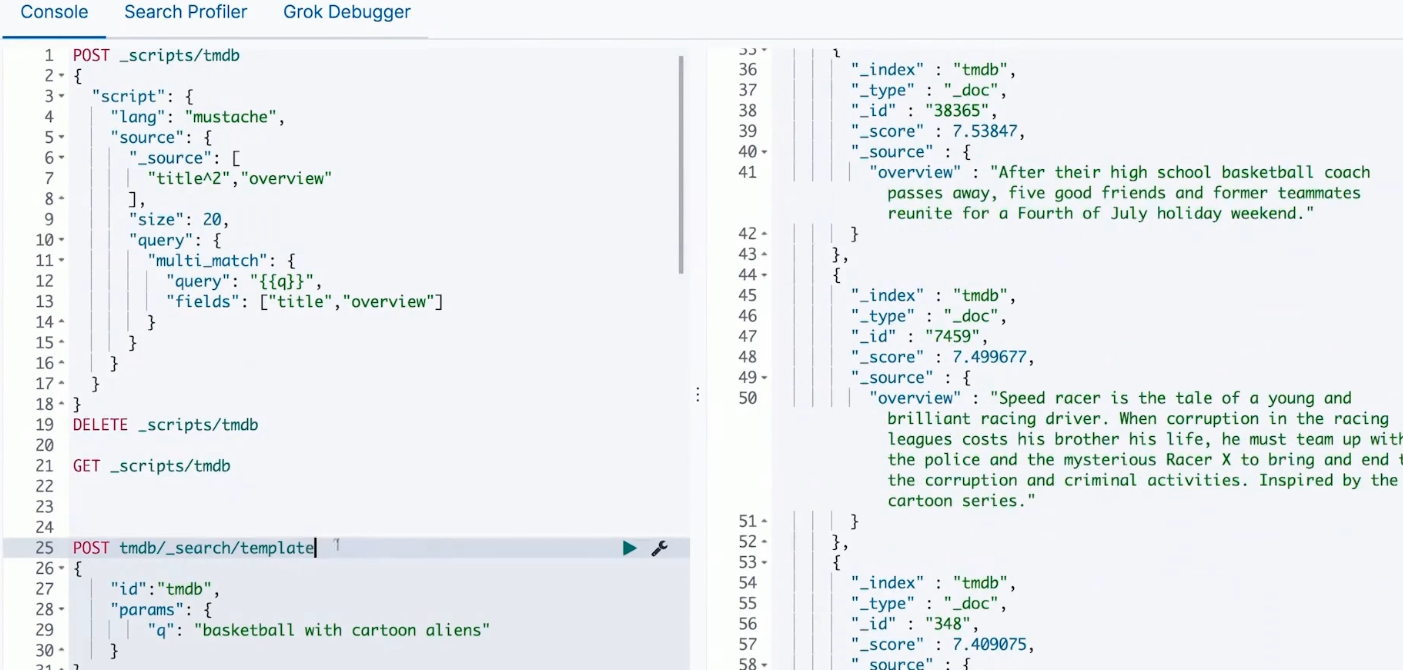 Console Search Profiler Grok Debugger
1 POST _scripts/tmdb
2 {
3 "script": {
4 "lang": "mustache",
5 "source": {
6 "_source": [
7 "title^2","overview"
8 ],
9 "size": 20,
10 "query": {
11 "multi_match": {
12 "query": "{{q}}",
13 "fields": ["title","overview"]
14 }
15 }
16 }
17 }
18 }
19 DELETE _scripts/tmdb
20
21 GET _scripts/tmdb
22
23
24
25 POST tmdb/_search/template
26 {
27 "id":"tmdb",
28 "params": {
29 "q": "basketball with cartoon aliens"
30 }
31 }
35 {
36 "_index" : "tmdb",
37 "_type" : "_doc",
38 "_id" : "38365",
39 "_score" : 7.53847,
40 "_source" : {
41 "overview" : "After their high school basketball coach
passes away, five good friends and former teammates
reunite for a Fourth of July holiday weekend."
42 }
43 },
44 {
45 "_index" : "tmdb",
46 "_type" : "_doc",
47 "_id" : "7459",
48 "_score" : 7.499677,
49 "_source" : {
50 "overview" : "Speed racer is the tale of a young and
brilliant racing driver. When corruption in the racing
leagues costs his brother his life, he must team up with
the police and the mysterious Racer X to bring and end t
the corruption and criminal activities. Inspired by the
cartoon series."
51 }
52 },
53 {
54 "_index" : "tmdb",
55 "_type" : "_doc",
56 "_id" : "348",
57 "_score" : 7.409075,
58 "_source" : {